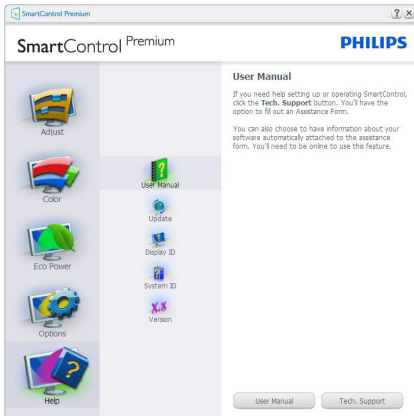 SmartControl Premium
SmartControl Premium
PHILIPS
Adjust
Color
Eco Power
Options
Help
User Manual
Update
Display ID
System ID
X.X
Version
User Manual
If you need help setting up or operating SmartControl,
click the Tech. Support button. You'll have the
option to fill out an Assistance Form.
You can also choose to have information about your
software automatically attached to the assistance
form. You'll need to be online to use this feature.
User Manual
Tech. Support